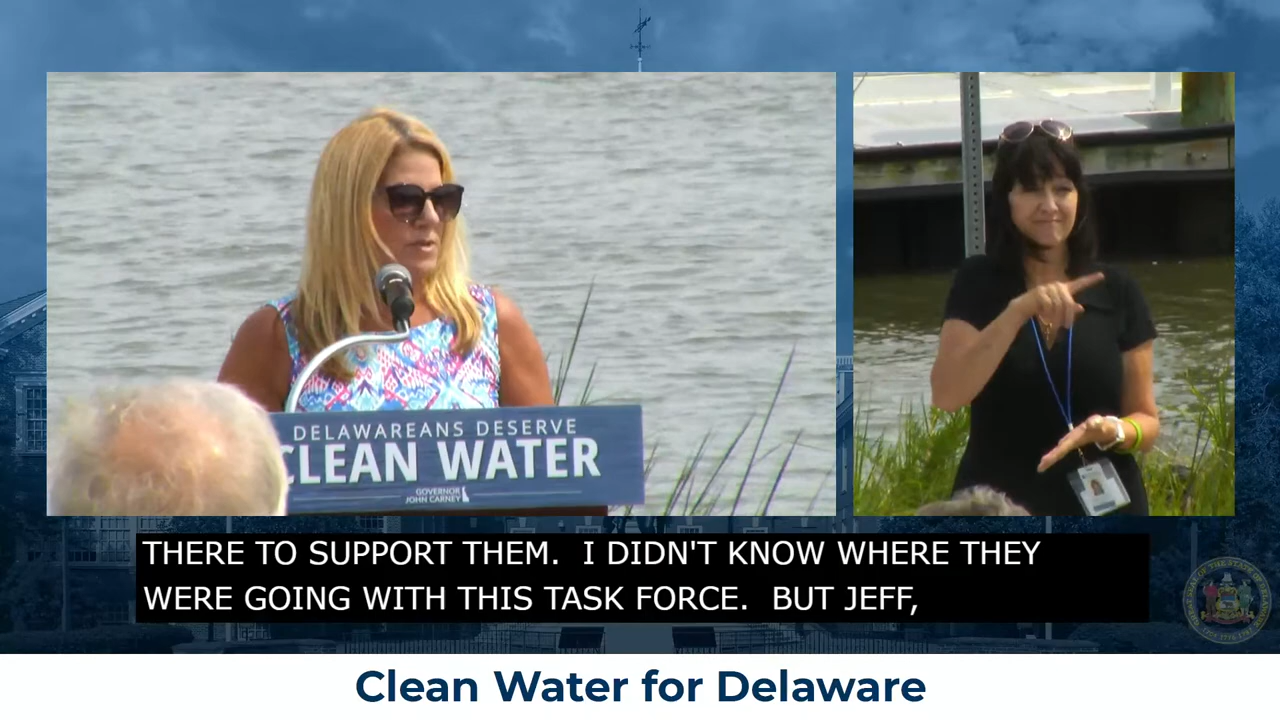 DELAWAREANS DESERVE
CLEAN WATER
GOVERNOR
JOHN CARNEY
THERE TO SUPPORT THEM.  I DIDN'T KNOW WHERE THEY
WERE GOING WITH THIS TASK FORCE.  BUT JEFF,
Clean Water for Delaware